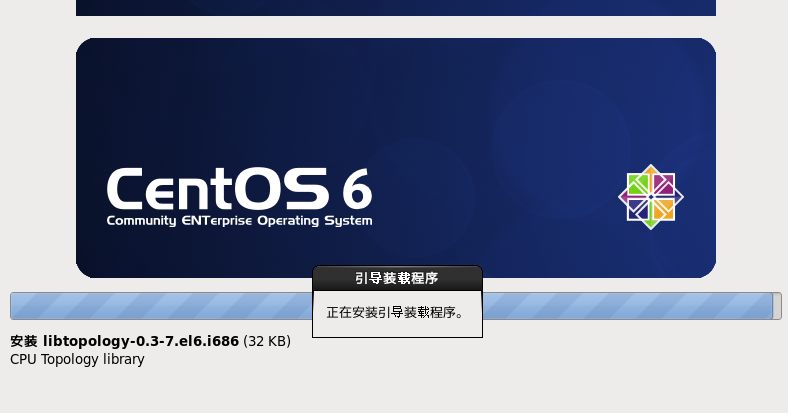 CentOS 6
Community ENTerprise Operating System
引导装载程序
正在安装引导装载程序。
安装 libtopology-0.3-7.el6.i686 (32 KB)
CPU Topology library